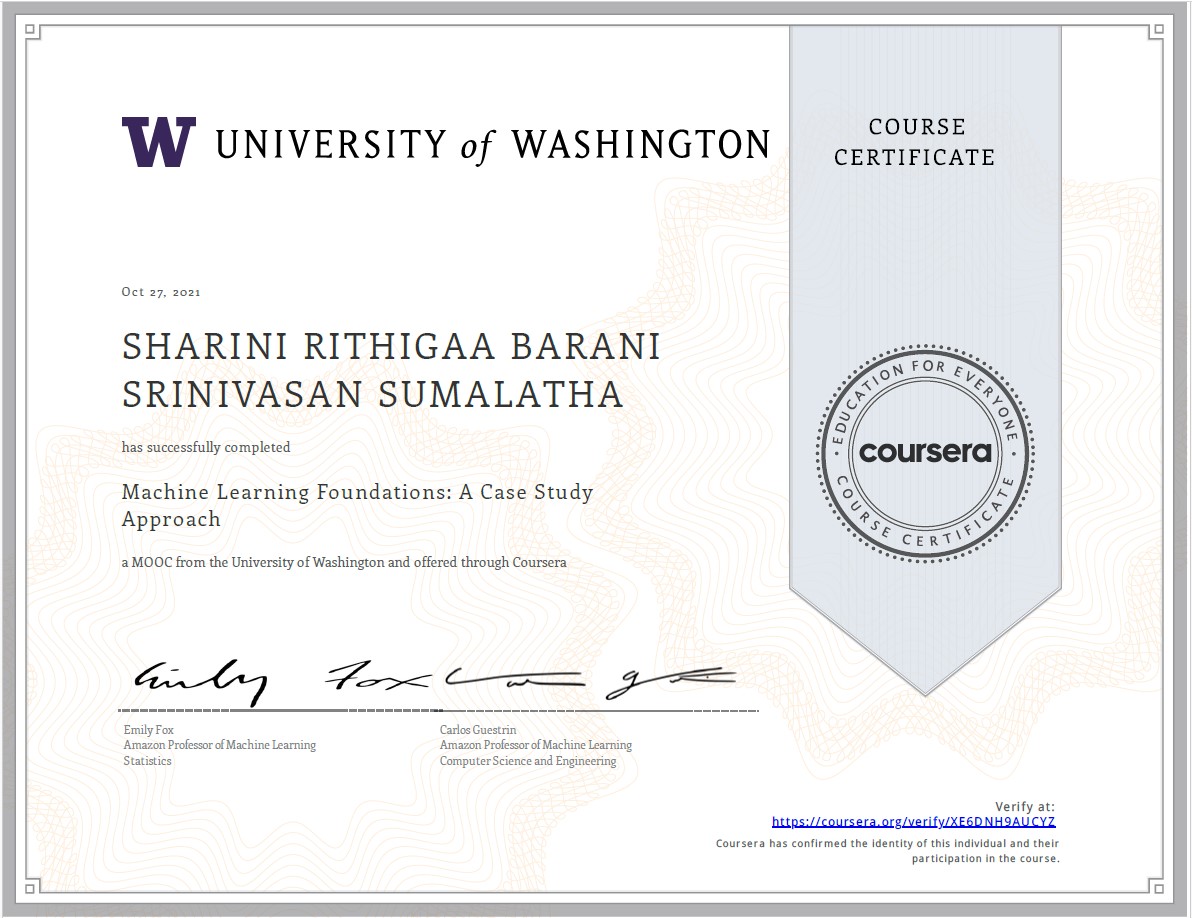 W UNIVERSITY of WASHINGTON
COURSE
CERTIFICATE
Oct 27, 2021
SHARINI RITHIGAA BARANI
SRINIVASAN SUMALATHA
has successfully completed
Machine Learning Foundations: A Case Study
Approach
a MOOC from the University of Washington and offered through Coursera
EDUCATION FOR EVERYONE
coursera
COURSE CERTIFICATE
Emily Fox
Carlos Guestrin
Emily Fox
Amazon Professor of Machine Learning
Statistics
Carlos Guestrin
Amazon Professor of Machine Learning
Computer Science and Engineering
Verify at:
https://coursera.org/verify/XE6DNH9AUCYZ
Coursera has confirmed the identity of this individual and their
participation in the course.